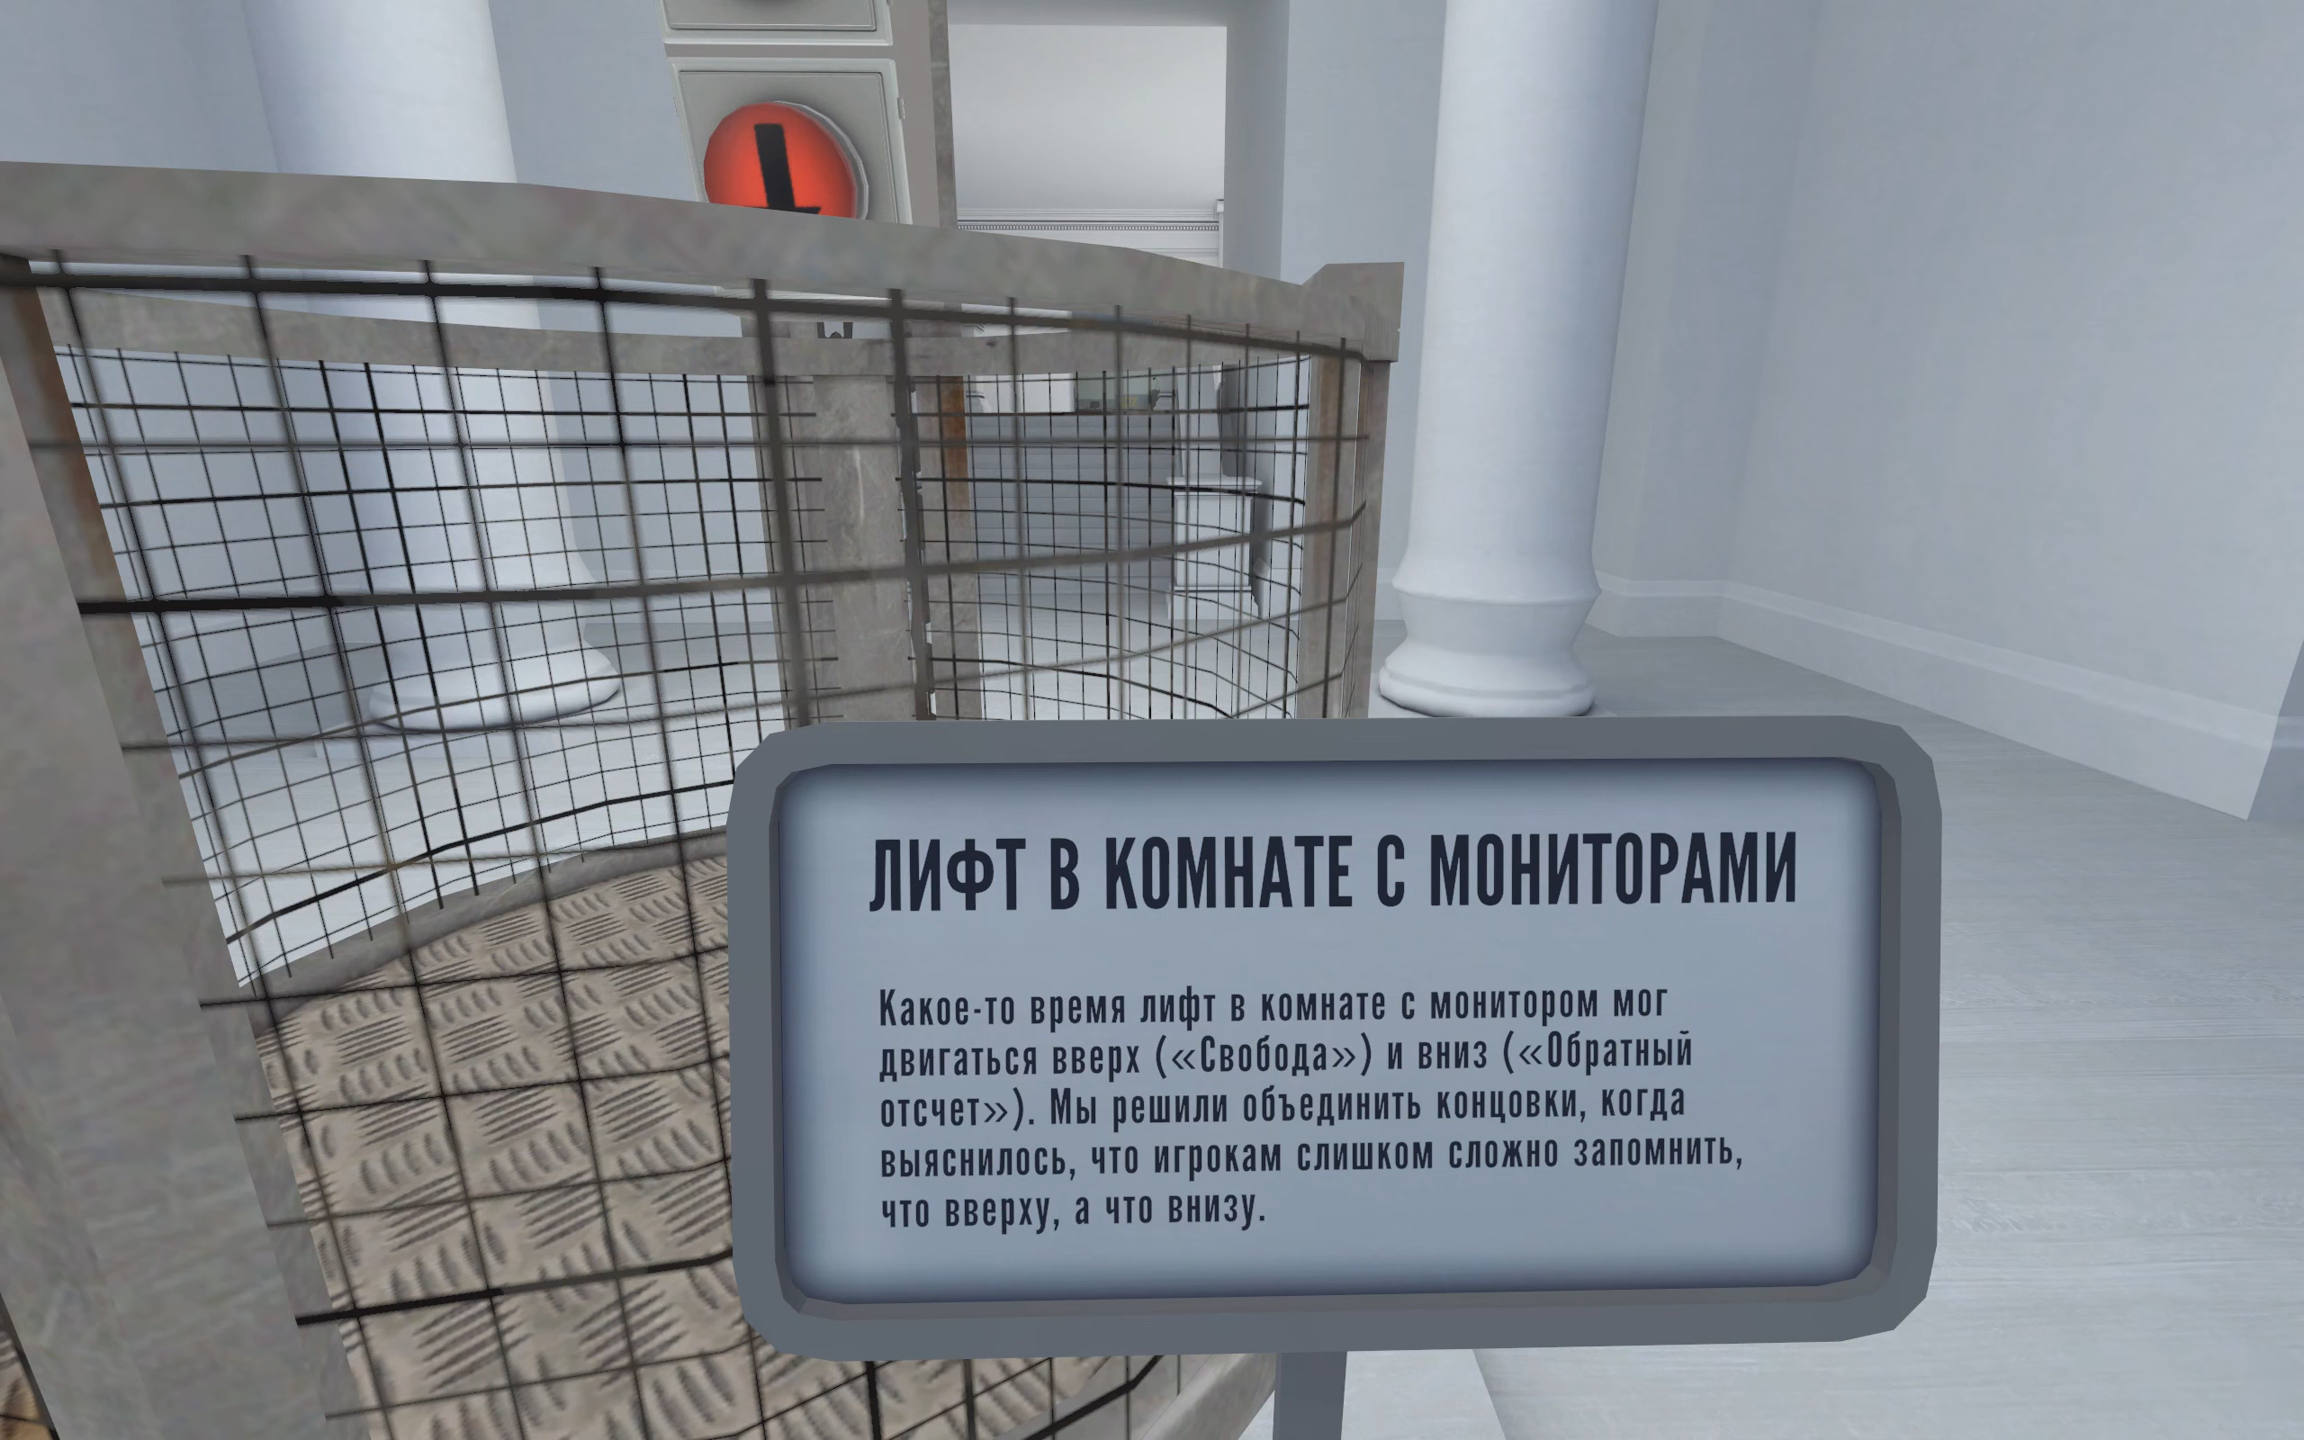 ЛИФТ В КОМНАТЕ С МОНИТОРАМИ
Какое-то время лифт в комнате с монитором мог
двигаться вверх («Свобода») и вниз («Обратный
отсчет»). Мы решили объединить концовки, когда
выяснилось, что игрокам слишком сложно запомнить,
что вверху, а что внизу.